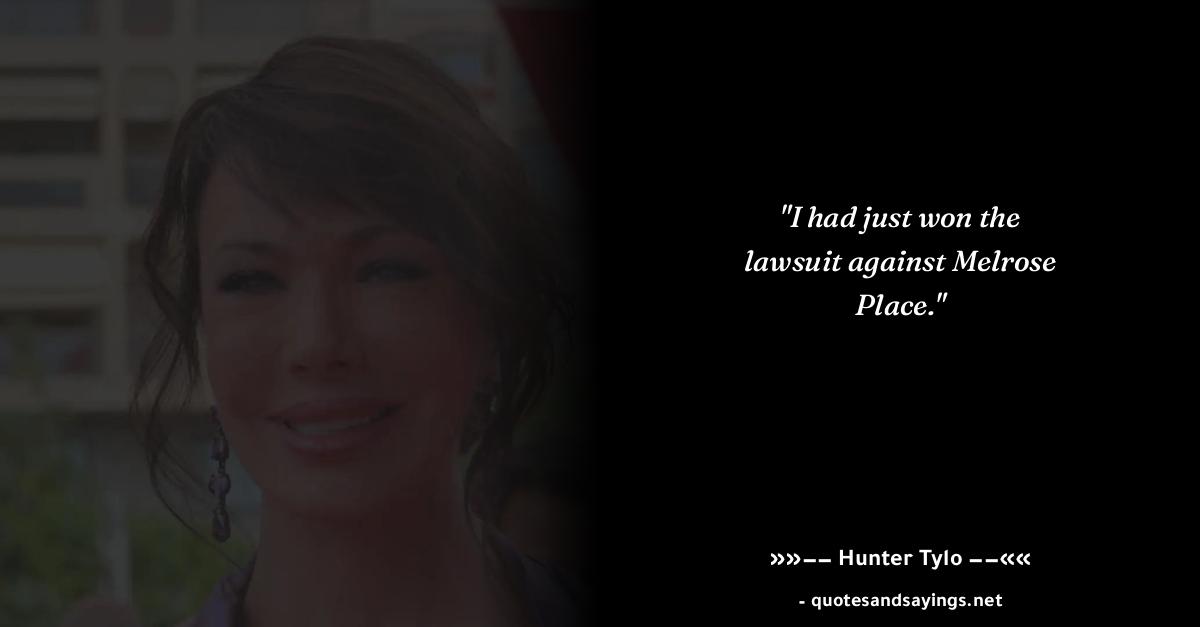 "I had just won the
lawsuit against Melrose
Place."
»»–– Hunter Tylo ––««
- quotesandsayings.net